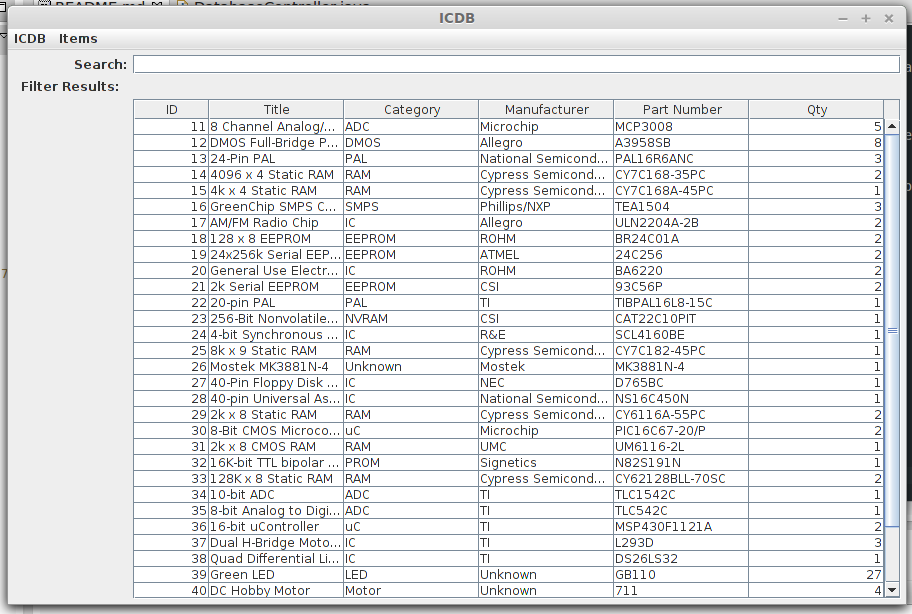 README.md DatabaseController.java
ICDB
ICDB Items
Search:
Filter Results:
ID Title Category Manufacturer Part Number Qty
11 8 Channel Analog/... ADC Microchip MCP3008 5
12 DMOS Full-Bridge P... DMOS Allegro A3958SB 8
13 24-Pin PAL PAL National Semicond... PAL16R6ANC 3
14 4096 x 4 Static RAM RAM Cypress Semicond... CY7C168-35PC 2
15 4k x 4 Static RAM RAM Cypress Semicond... CY7C168A-45PC 1
16 GreenChip SMPS C... SMPS Phillips/NXP TEA1504 3
17 AM/FM Radio Chip IC Allegro ULN2204A-2B 2
18 128 x 8 EEPROM EEPROM ROHM BR24C01A 2
19 24x256k Serial EEP... EEPROM ATMEL 24C256 2
20 General Use Electr... IC ROHM BA6220 2
21 2k Serial EEPROM EEPROM CSI 93C56P 2
22 20-pin PAL PAL TI TIBPAL16L8-15C 1
23 256-Bit Nonvolatile... NVRAM CSI CAT22C10PIT 1
24 4-bit Synchronous ... IC R&E SCL4160BE 1
25 8k x 9 Static RAM RAM Cypress Semicond... CY7C182-45PC 1
26 Mostek MK3881N-4 Unknown Mostek MK3881N-4 1
27 40-Pin Floppy Disk ... IC NEC D765BC 1
28 40-pin Universal As... IC National Semicond... NS16C450N 1
29 2k x 8 Static RAM RAM Cypress Semicond... CY6116A-55PC 2
30 8-Bit CMOS Microco... uC Microchip PIC16C67-20/P 2
31 2k x 8 CMOS RAM RAM UMC UM6116-2L 1
32 16K-bit TTL bipolar ... PROM Signetics N82S191N 1
33 128K x 8 Static RAM RAM Cypress Semicond... CY62128BLL-70SC 2
34 10-bit ADC ADC TI TLC1542C 1
35 8-bit Analog to Digi... ADC TI TLC542C 1
36 16-bit uController uC TI MSP430F1121A 2
37 Dual H-Bridge Moto... IC TI L293D 3
38 Quad Differential Li... IC TI DS26LS32 1
39 Green LED LED Unknown GB110 27
40 DC Hobby Motor Motor Unknown 711 4